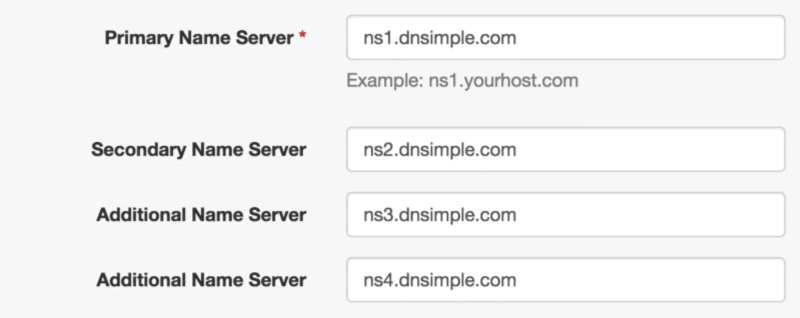 Primary Name Server * ns1.dnsimple.com
Example: ns1.yourhost.com
Secondary Name Server ns2.dnsimple.com
Additional Name Server ns3.dnsimple.com
Additional Name Server ns4.dnsimple.com